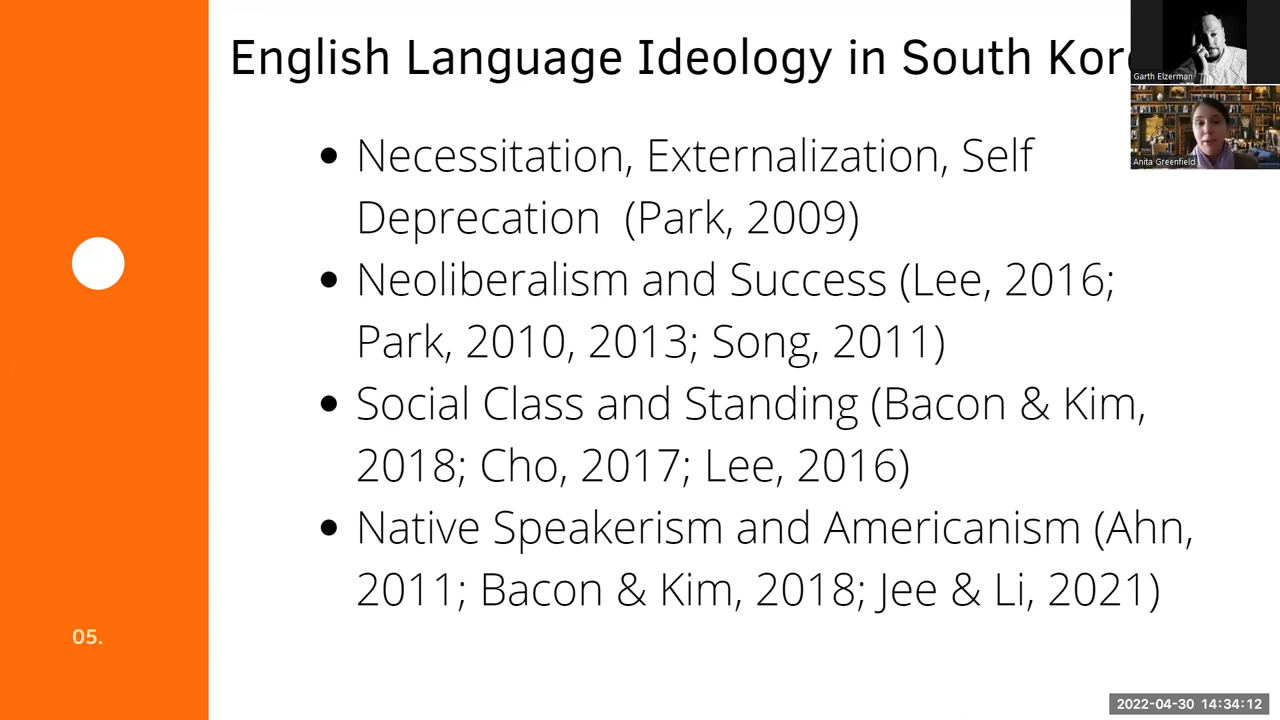 English Language Ideology in South Kor
Necessitation, Externalization, Self
Deprecation (Park, 2009)
Neoliberalism and Success (Lee, 2016;
Park, 2010, 2013; Song, 2011)
Social Class and Standing (Bacon & Kim,
2018; Cho, 2017; Lee, 2016)
Native Speakerism and Americanism (Ahn,
2011; Bacon & Kim, 2018; Jee & Li, 2021)
05.
Garth Elzerman
Anita Greenfield
2022-04-30 14:34:12